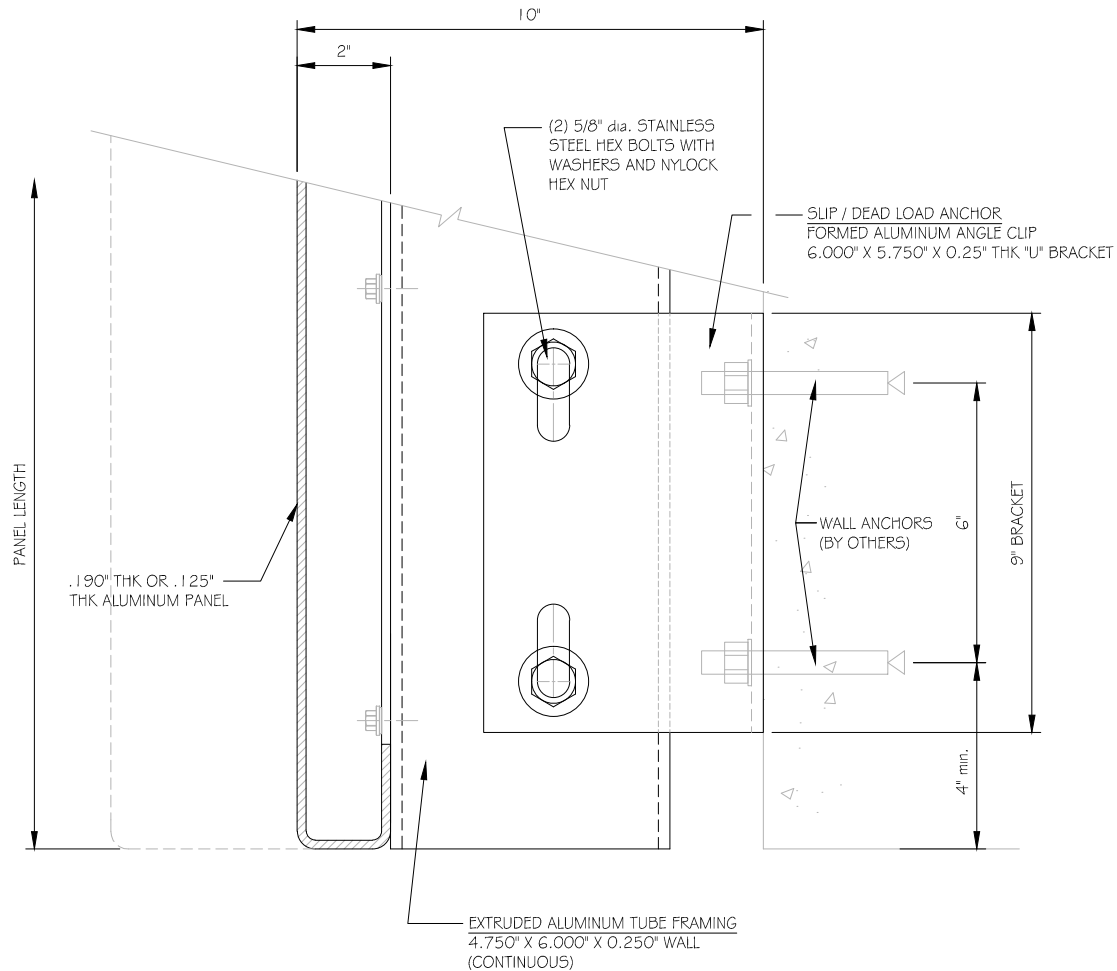 10"
2"
(2) 5/8" dia. STAINLESS
STEEL HEX BOLTS WITH
WASHERS AND NYLOCK
HEX NUT
SLIP / DEAD LOAD ANCHOR
FORMED ALUMINUM ANGLE CLIP
6.000" X 5.750" X 0.25" THK "U" BRACKET
PANEL LENGTH
.190" THK OR .125"
THK ALUMINUM PANEL
WALL ANCHORS
(BY OTHERS)
6"
9" BRACKET
4" min.
EXTRUDED ALUMINUM TUBE FRAMING
4.750" X 6.000" X 0.250" WALL
(CONTINUOUS)